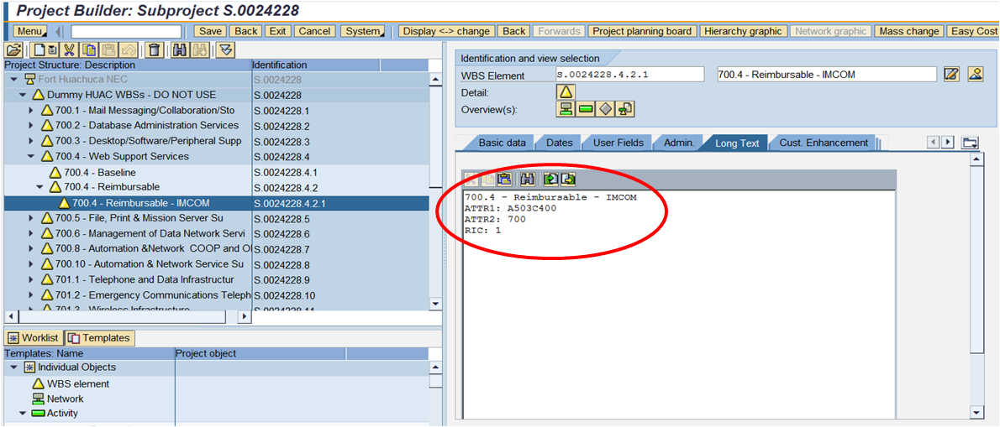 Project Builder: Subproject S.0024228
Menu Save Back Exit Cancel System Display <-> change Back Forwards Project planning board Hierarchy graphic Network graphic Mass change Easy Cost
Project Structure: Description Identification
Fort Huachuca NEC S.0024228
Dummy HUAC WBSs - DO NOT USE S.0024228
700.1 - Mail Messaging/Collaboration/Sto S.0024228.1
700.2 - Database Administration Services S.0024228.2
700.3 - Desktop/Software/Peripheral Supp S.0024228.3
700.4 - Web Support Services S.0024228.4
700.4 - Baseline S.0024228.4.1
700.4 - Reimbursable S.0024228.4.2
700.4 - Reimbursable - IMCOM S.0024228.4.2.1
700.5 - File, Print & Mission Server Su S.0024228.5
700.6 - Management of Data Network Servi S.0024228.6
700.8 - Automation &Network COOP and S.0024228.7
700.10 - Automation & Network Service Su S.0024228.8
701.1 - Telephone and Data Infrastructur S.0024228.9
701.2 - Emergency Communications Teleph S.0024228.10
701.3 - Wireless Infrastructure S.0024228.11
Worklist Templates
Templates: Name Project object
Individual Objects
WBS element
Network
Activity
Identification and view selection
WBS Element S.0024228.4.2.1 700.4 - Reimbursable - IMCOM
Detail:
Overview(s):
Basic data Dates User Fields Admin. Long Text Cust. Enhancement
700.4 - Reimbursable - IMCOM
ATTR1: A503C400
ATTR2: 700
RIC: 1